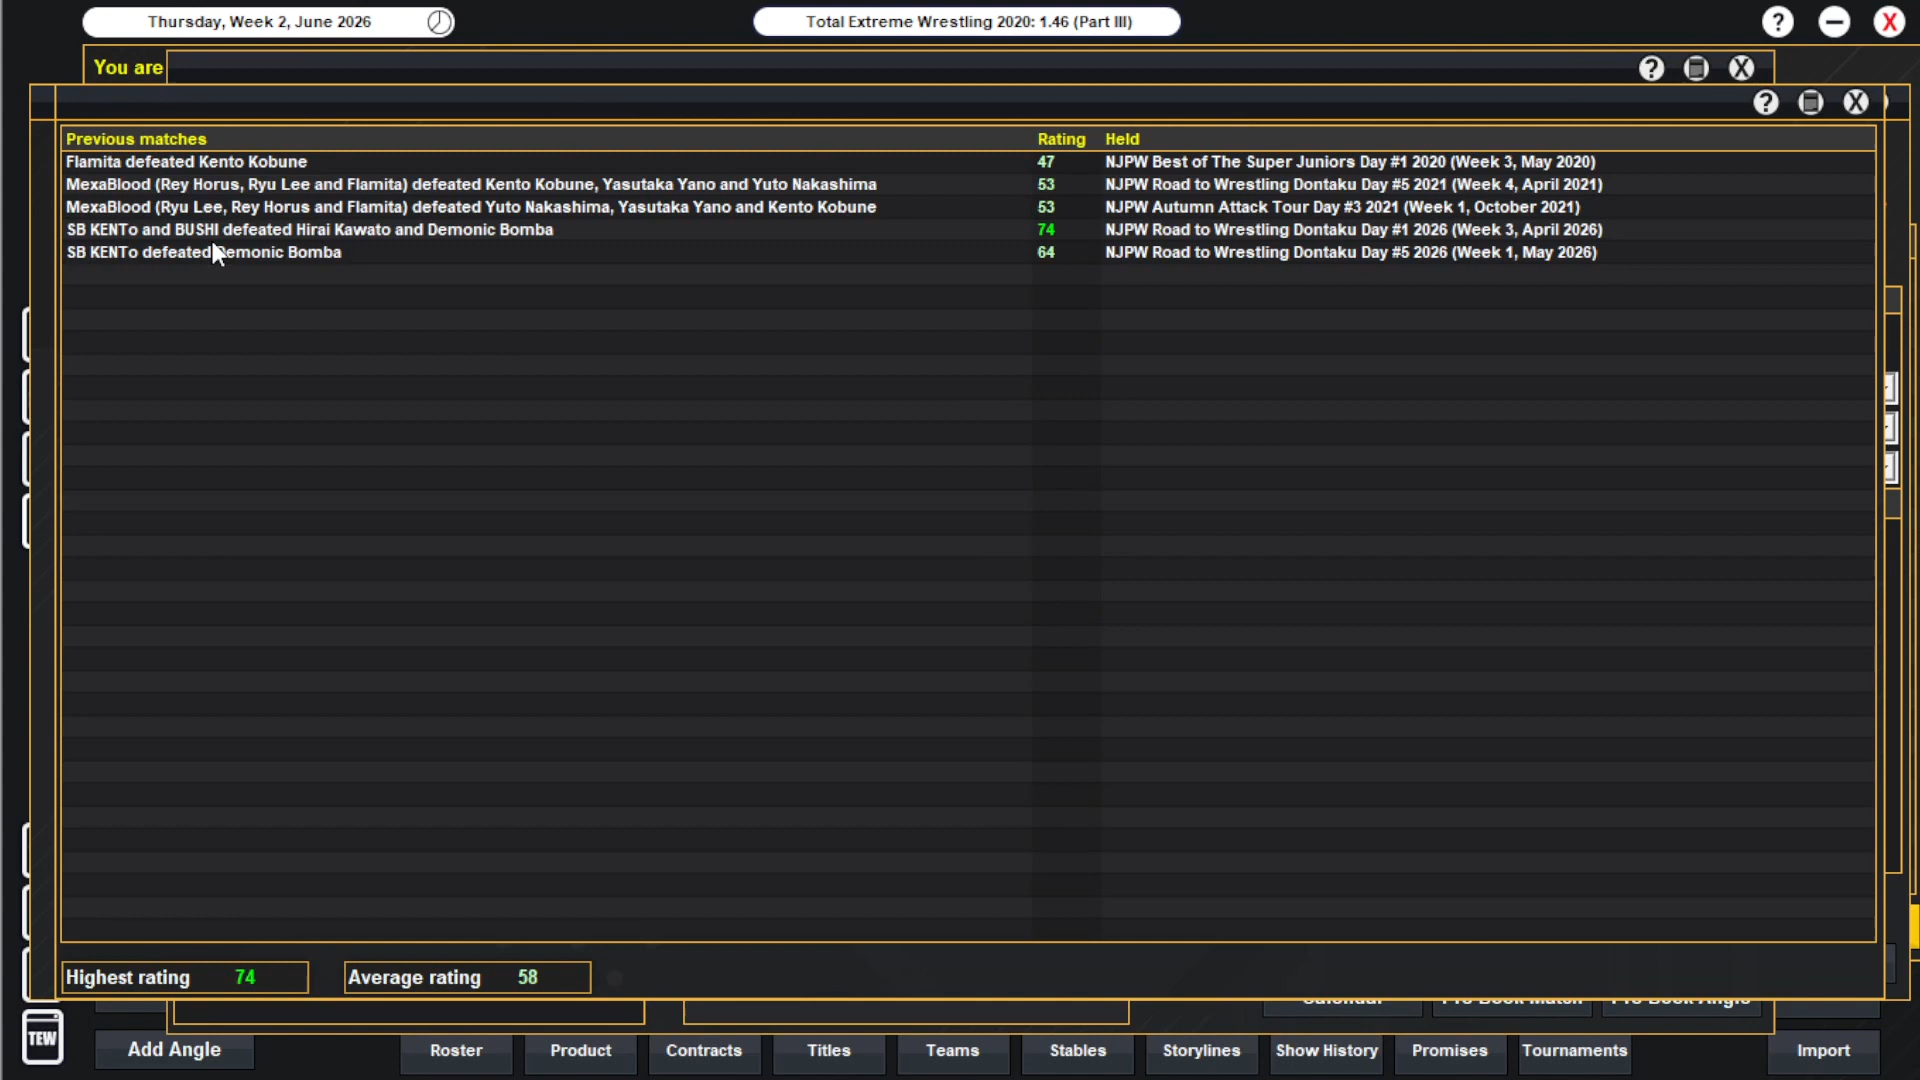 Thursday, Week 2, June 2026
Total Extreme Wrestling 2020: 1.46 (Part III)
?
X
You are
? X
? X
Previous matches Rating Held
Flamita defeated Kento Kobune 47 NJPW Best of The Super Juniors Day #1 2020 (Week 3, May 2020)
MexaBlood (Rey Horus, Ryu Lee and Flamita) defeated Kento Kobune, Yasutaka Yano and Yuto Nakashima 53 NJPW Road to Wrestling Dontaku Day #5 2021 (Week 4, April 2021)
MexaBlood (Ryu Lee, Rey Horus and Flamita) defeated Yuto Nakashima, Yasutaka Yano and Kento Kobune 53 NJPW Autumn Attack Tour Day #3 2021 (Week 1, October 2021)
SB KENTo and BUSHI defeated Hirai Kawato and Demonic Bomba 74 NJPW Road to Wrestling Dontaku Day #1 2026 (Week 3, April 2026)
SB KENTo defeated Demonic Bomba 64 NJPW Road to Wrestling Dontaku Day #5 2026 (Week 1, May 2026)
Highest rating 74 Average rating 58
Calendar Pre Book Match Pre Book Angle
TEW Add Angle Roster Product Contracts Titles Teams Stables Storylines Show History Promises Tournaments Import